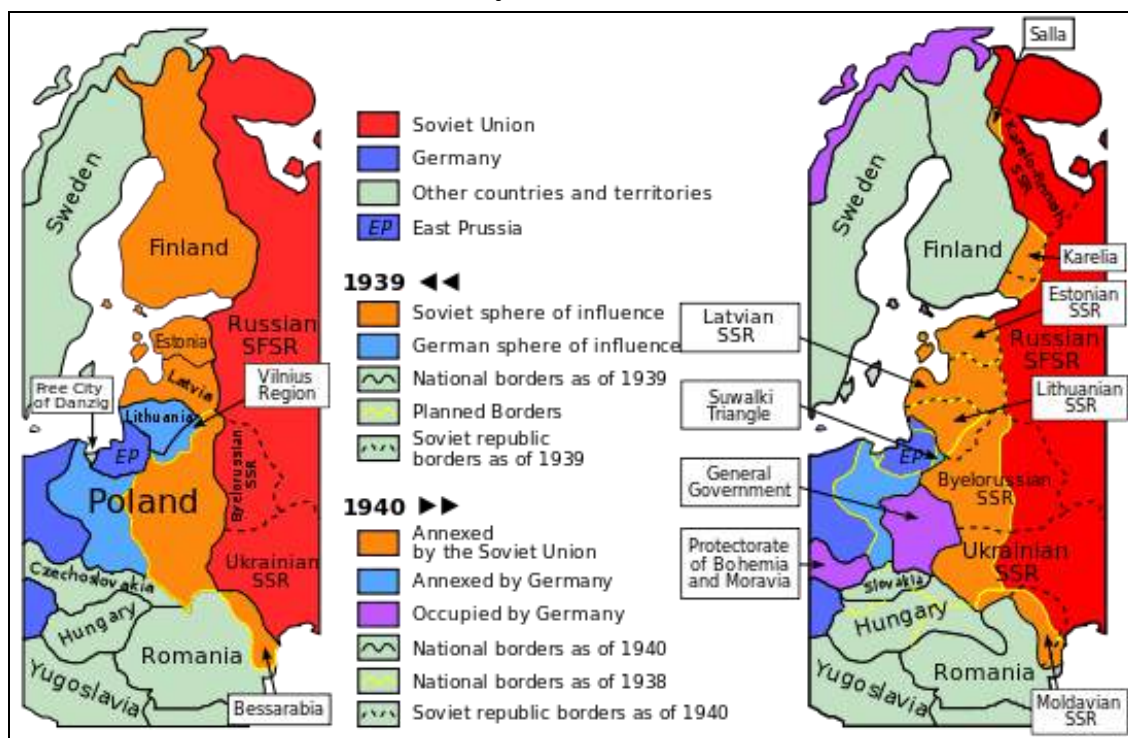 Sweden
Finland
Estonia
Latvia
Lithuania
Free City
of Danzig
Vilnius
Region
EP
Poland
Russian
SFSR
Byelorussian
SSR
Ukrainian
SSR
Czechoslovakia
Hungary
Romania
Yugoslavia
Bessarabia
Soviet Union
Germany
Other countries and territories
EP East Prussia
1939 ◄◄
Soviet sphere of influence
German sphere of influence
National borders as of 1939
Planned Borders
Soviet republic
borders as of 1939
1940 ►►
Annexed
by the Soviet Union
Annexed by Germany
Occupied by Germany
National borders as of 1940
National borders as of 1938
Soviet republic borders as of 1940
Salla
Sweden
Finland
Karelo-Finnish
SSR
Karelia
Estonian
SSR
Latvian
SSR
Russian
SFSR
Lithuanian
SSR
Suwalki
Triangle
EP
Byelorussian
SSR
General
Government
Protectorate
of Bohemia
and Moravia
Ukrainian
SSR
Slovakia
Hungary
Romania
Yugoslavia
Moldavian
SSR